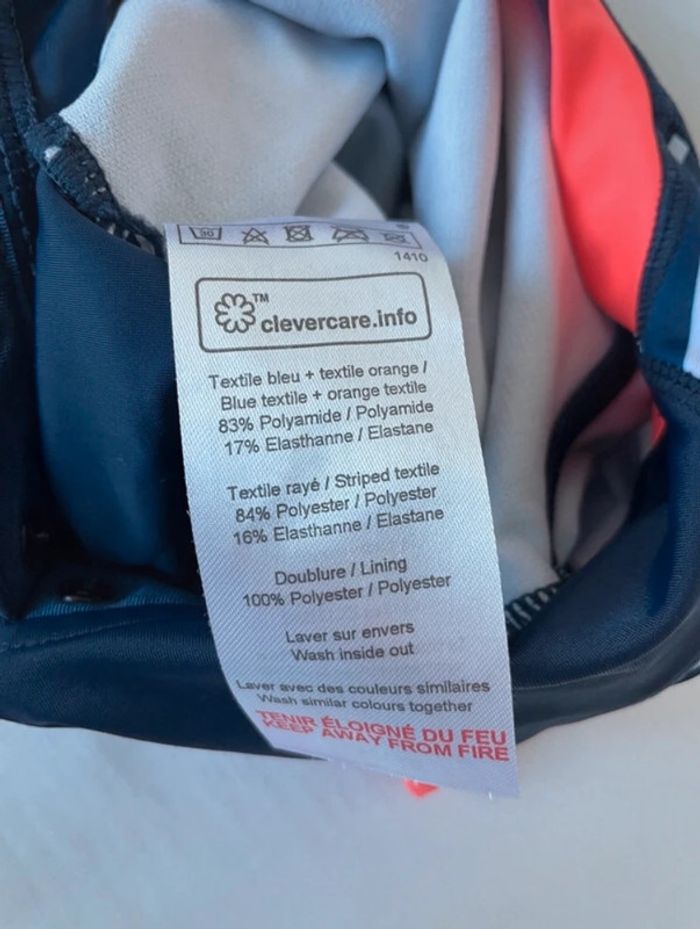 30
1410
TM
clevercare.info
Textile bleu + textile orange /
Blue textile + orange textile
83% Polyamide / Polyamide
17% Elasthanne / Elastane
Textile rayé / Striped textile
84% Polyester / Polyester
16% Elasthanne / Elastane
Doublure / Lining
100% Polyester / Polyester
Laver sur envers
Wash inside out
Laver avec des couleurs similaires
Wash similar colours together
TENIR ÉLOIGNÉ DU FEU
KEEP AWAY FROM FIRE